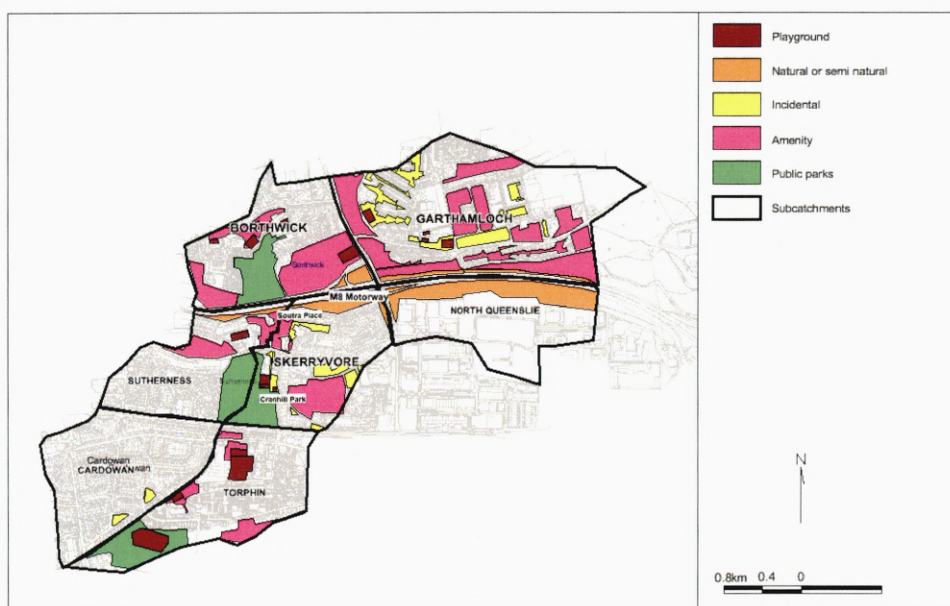 Playground
Natural or semi natural
Incidental
Amenity
Public parks
Subcatchments
BORTHWICK
GARTHAMLOCH
Borthwick
M8 Motorway
NORTH QUEENSLIE
Soutra Place
SKERRYVORE
SUTHERNESS
Cranhill Park
Cardowan
CARDOWAN
TORPHIN
N
0.8km 0.4 0